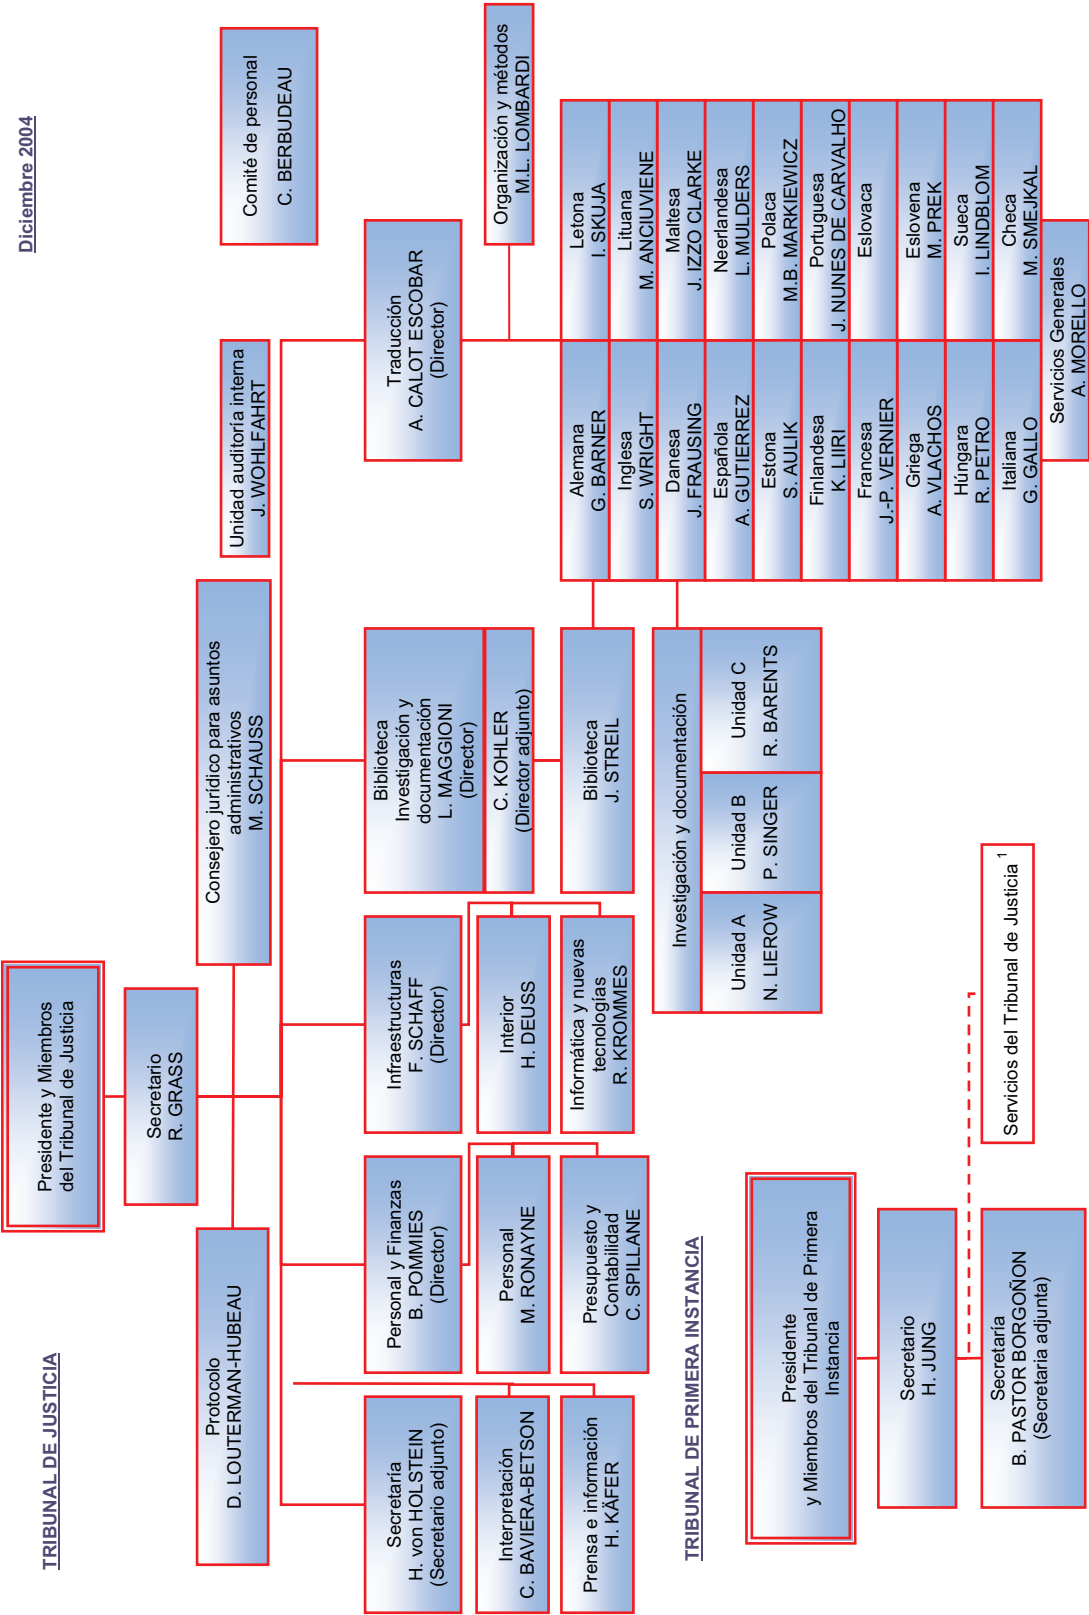 Diciembre 2004
TRIBUNAL DE JUSTICIA
Presidente y Miembros
del Tribunal de Justicia
Secretario
R. GRASS
Protocolo
D. LOUTERMAN-HUBEAU
Consejero jurídico para asuntos
administrativos
M. SCHAUSS
Unidad auditoría interna
J. WOHLFAHRT
Comité de personal
C. BERBUDEAU
Secretaría
H. von HOLSTEIN
(Secretario adjunto)
Interpretación
C. BAVIERA-BETSON
Prensa e información
H. KÄFER
Personal y Finanzas
B. POMMIES
(Director)
Personal
M. RONAYNE
Presupuesto y
Contabilidad
C. SPILLANE
Infraestructuras
F. SCHAFF
(Director)
Interior
H. DEUSS
Informática y nuevas
tecnologías
R. KROMMES
Biblioteca
Investigación y
documentación
L. MAGGIONI
(Director)
C. KOHLER
(Director adjunto)
Biblioteca
J. STREIL
Investigación y documentación
Unidad A
N. LIEROW
Unidad B
P. SINGER
Unidad C
R. BARENTS
Traducción
A. CALOT ESCOBAR
(Director)
Organización y métodos
M.L. LOMBARDI
Alemana
G. BARNER
Inglesa
S. WRIGHT
Danesa
J. FRAUSING
Española
A. GUTIERREZ
Estona
S. AULIK
Finlandesa
K. LIIRI
Francesa
J.-P. VERNIER
Griega
A. VLACHOS
Húngara
R. PETRO
Italiana
G. GALLO
Letona
I. SKUJA
Lituana
M. ANCIUVIENE
Maltesa
J. IZZO CLARKE
Neerlandesa
L. MULDERS
Polaca
M.B. MARKIEWICZ
Portuguesa
J. NUNES DE CARVALHO
Eslovaca
Eslovena
M. PREK
Sueca
I. LINDBLOM
Checa
M. SMEJKAL
Servicios Generales
A. MORELLO
TRIBUNAL DE PRIMERA INSTANCIA
Presidente
y Miembros del Tribunal de Primera
Instancia
Secretario
H. JUNG
Secretaría
B. PASTOR BORGOÑON
(Secretaria adjunta)
Servicios del Tribunal de Justicia 1